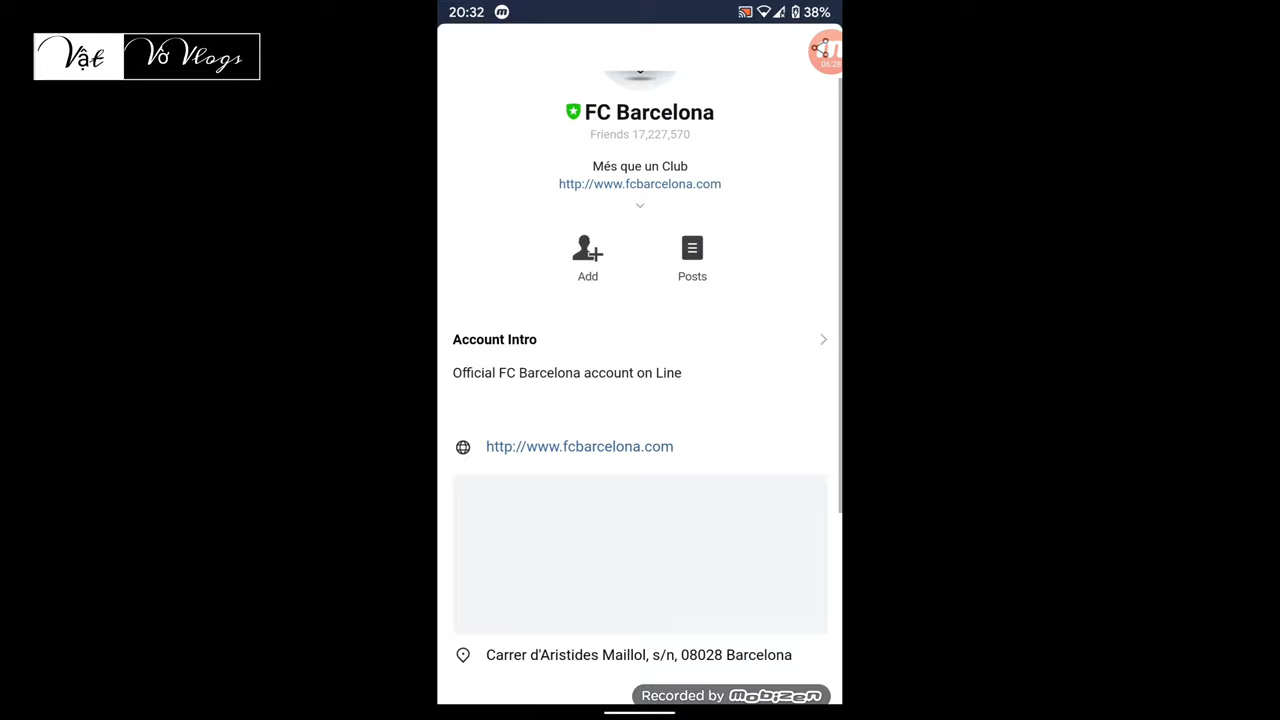 20:32
38%
Vật Vờ Vlogs
06:28
FC Barcelona
Friends 17,227,570
Més que un Club
http://www.fcbarcelona.com
Add
Posts
Account Intro
Official FC Barcelona account on Line
http://www.fcbarcelona.com
Carrer d'Aristides Maillol, s/n, 08028 Barcelona
Recorded by mobizen